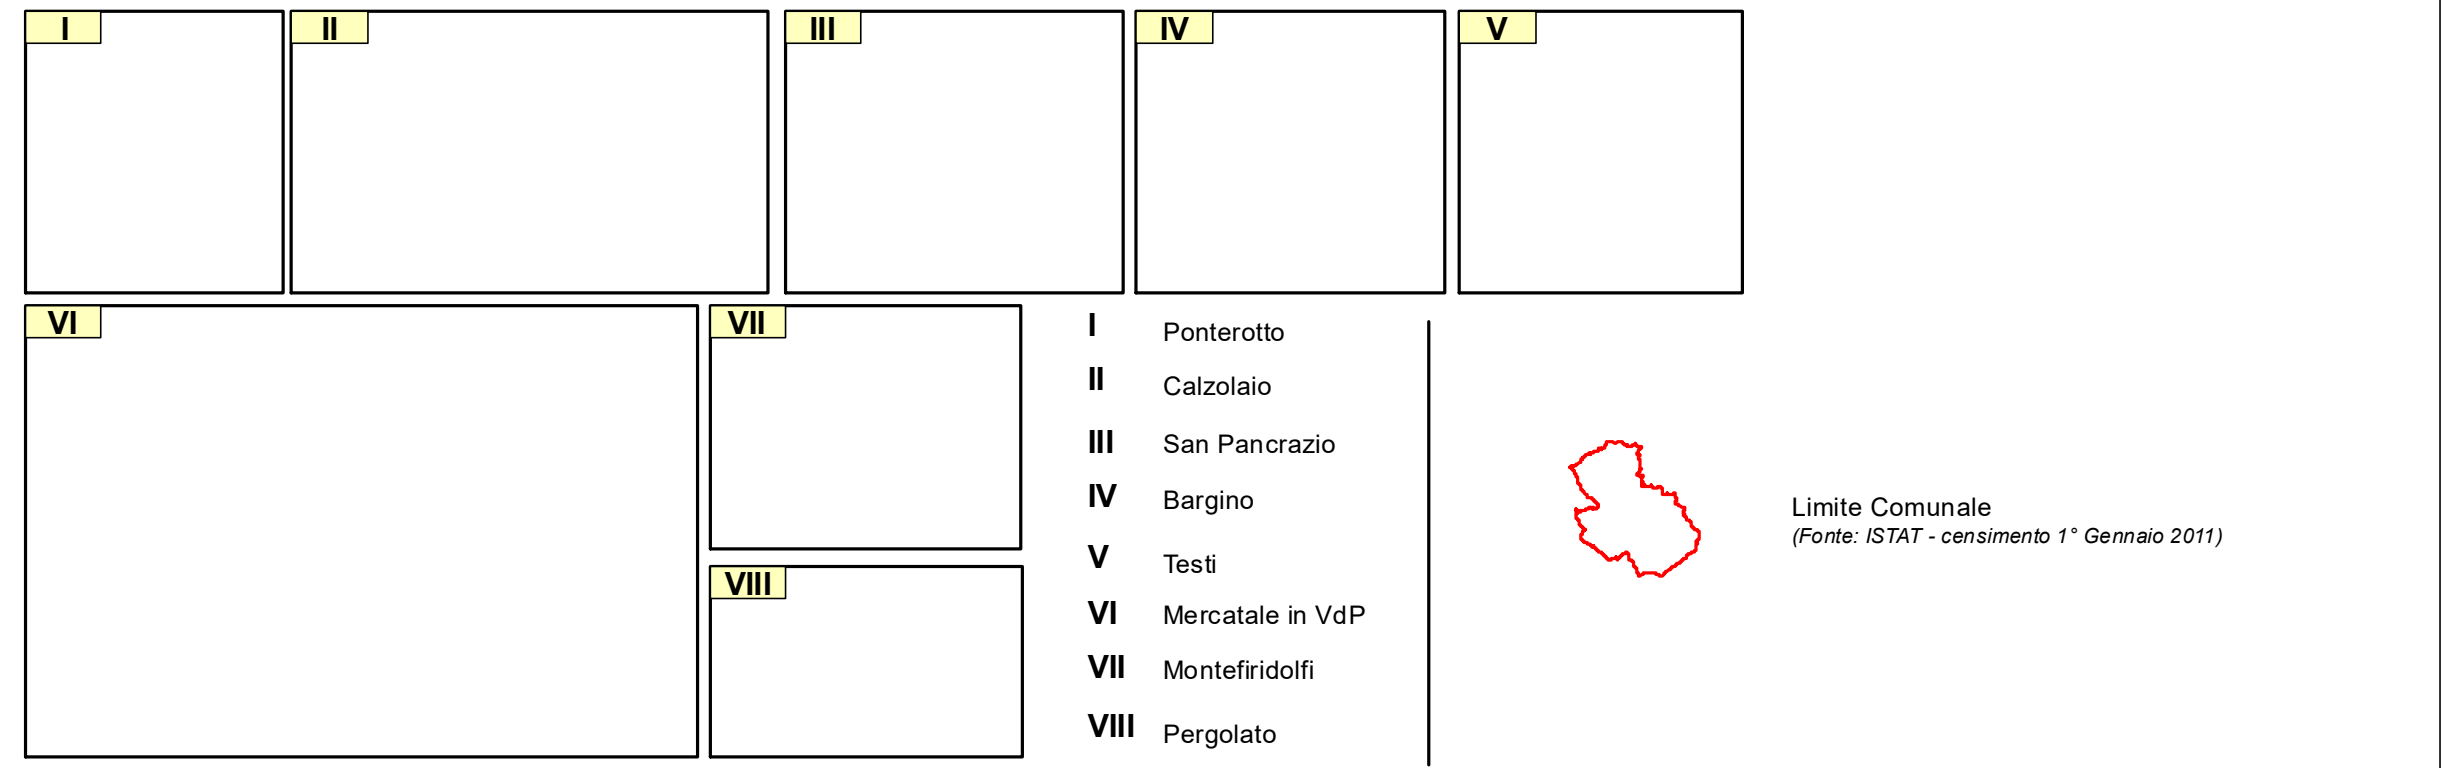 I
II
III
IV
V
VI
VII
VIII
I Ponterotto
II Calzolaio
III San Pancrazio
IV Bargino
V Testi
VI Mercatale in VdP
VII Montefiridolfi
VIII Pergolato
Limite Comunale
(Fonte: ISTAT - censimento 1° Gennaio 2011)